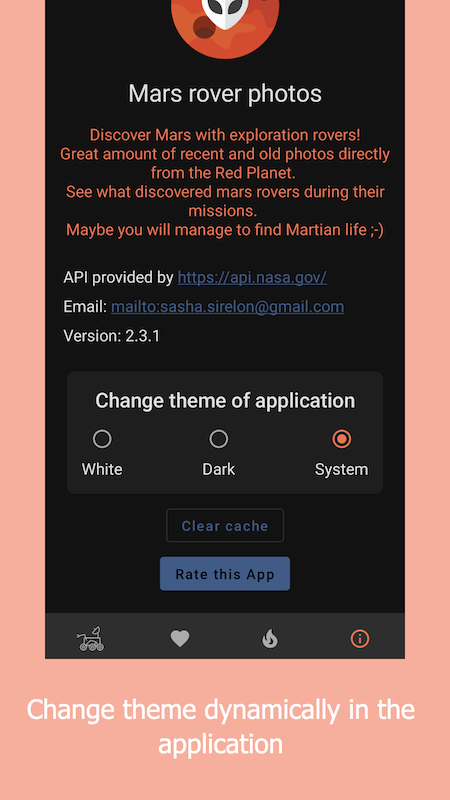 Mars rover photos
Discover Mars with exploration rovers!
Great amount of recent and old photos directly
from the Red Planet.
See what discovered mars rovers during their
missions.
Maybe you will manage to find Martian life ;-)
API provided by https://api.nasa.gov/
Email: mailto:sasha.sirelon@gmail.com
Version: 2.3.1
Change theme of application
White Dark System
Clear cache
Rate this App
Change theme dynamically in the
application